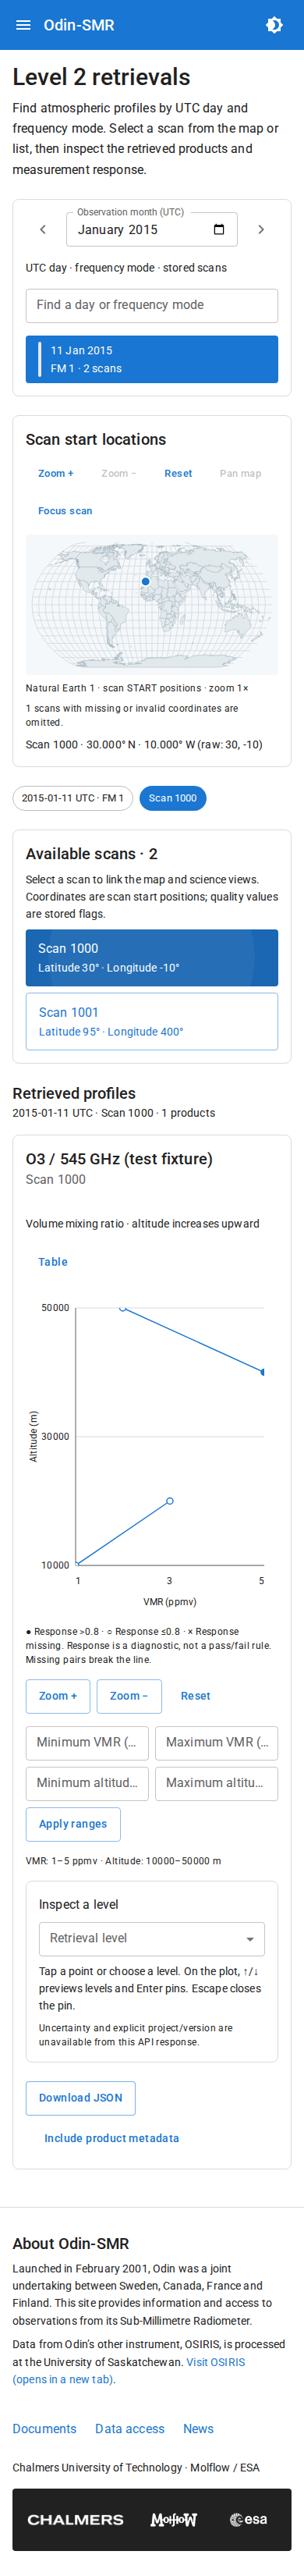 Odin-SMR
Level 2 retrievals
Find atmospheric profiles by UTC day and
frequency mode. Select a scan from the map or
list, then inspect the retrieved products and
measurement response.
Observation month (UTC)
January 2015
UTC day · frequency mode · stored scans
Find a day or frequency mode
11 Jan 2015
FM 1 · 2 scans
Scan start locations
Zoom + Zoom − Reset Pan map
Focus scan
Natural Earth 1 · scan START positions · zoom 1×
1 scans with missing or invalid coordinates are
omitted.
Scan 1000 · 30.000° N · 10.000° W (raw: 30, -10)
2015-01-11 UTC · FM 1 Scan 1000
Available scans · 2
Select a scan to link the map and science views.
Coordinates are scan start positions; quality values
are stored flags.
Scan 1000
Latitude 30° · Longitude -10°
Scan 1001
Latitude 95° · Longitude 400°
Retrieved profiles
2015-01-11 UTC · Scan 1000 · 1 products
O3 / 545 GHz (test fixture)
Scan 1000
Volume mixing ratio · altitude increases upward
Table
50000
30000
10000
Altitude (m)
1 3 5
VMR (ppmv)
● Response >0.8 · ○ Response ≤0.8 · × Response
missing. Response is a diagnostic, not a pass/fail rule.
Missing pairs break the line.
Zoom + Zoom − Reset
Minimum VMR (... Maximum VMR (...
Minimum altitud... Maximum altitu...
Apply ranges
VMR: 1–5 ppmv · Altitude: 10000–50000 m
Inspect a level
Retrieval level
Tap a point or choose a level. On the plot, ↑/↓
previews levels and Enter pins. Escape closes
the pin.
Uncertainty and explicit project/version are
unavailable from this API response.
Download JSON
Include product metadata
About Odin-SMR
Launched in February 2001, Odin was a joint
undertaking between Sweden, Canada, France and
Finland. This site provides information and access to
observations from its Sub-Millimetre Radiometer.
Data from Odin's other instrument, OSIRIS, is processed
at the University of Saskatchewan. Visit OSIRIS
(opens in a new tab).
Documents Data access News
Chalmers University of Technology · Molflow / ESA
CHALMERS Molflow esa